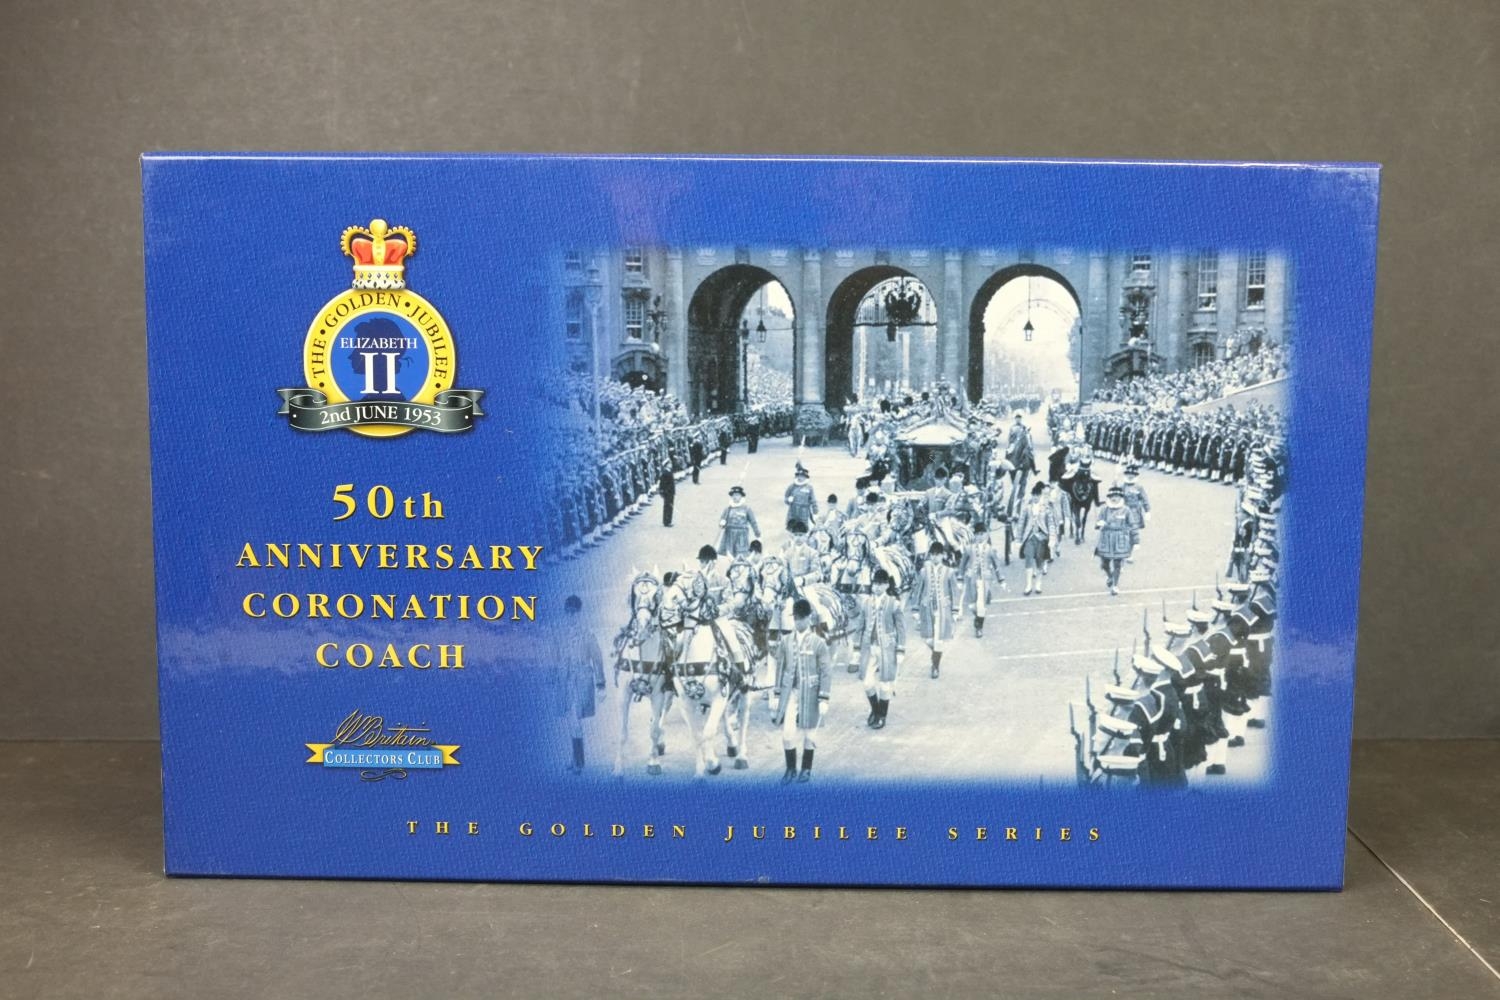 THE • GOLDEN • JUBILEE •
ELIZABETH
II
2nd JUNE 1953
50th
ANNIVERSARY
CORONATION
COACH
W Britain
COLLECTORS CLUB
THE GOLDEN JUBILEE SERIES